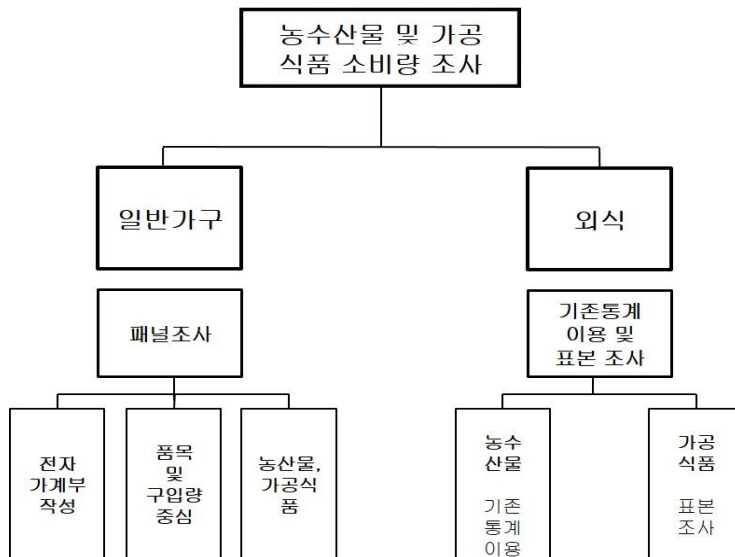 농수산물 및 가공
식품 소비량 조사
일반가구
외식
패널조사
기존통계
이용 및
표본 조사
전자
가계부
작성
품목
및
구입량
중심
농산물,
가공식
품
농수
산물
기존
통계
이용
가공
식품
표본
조사